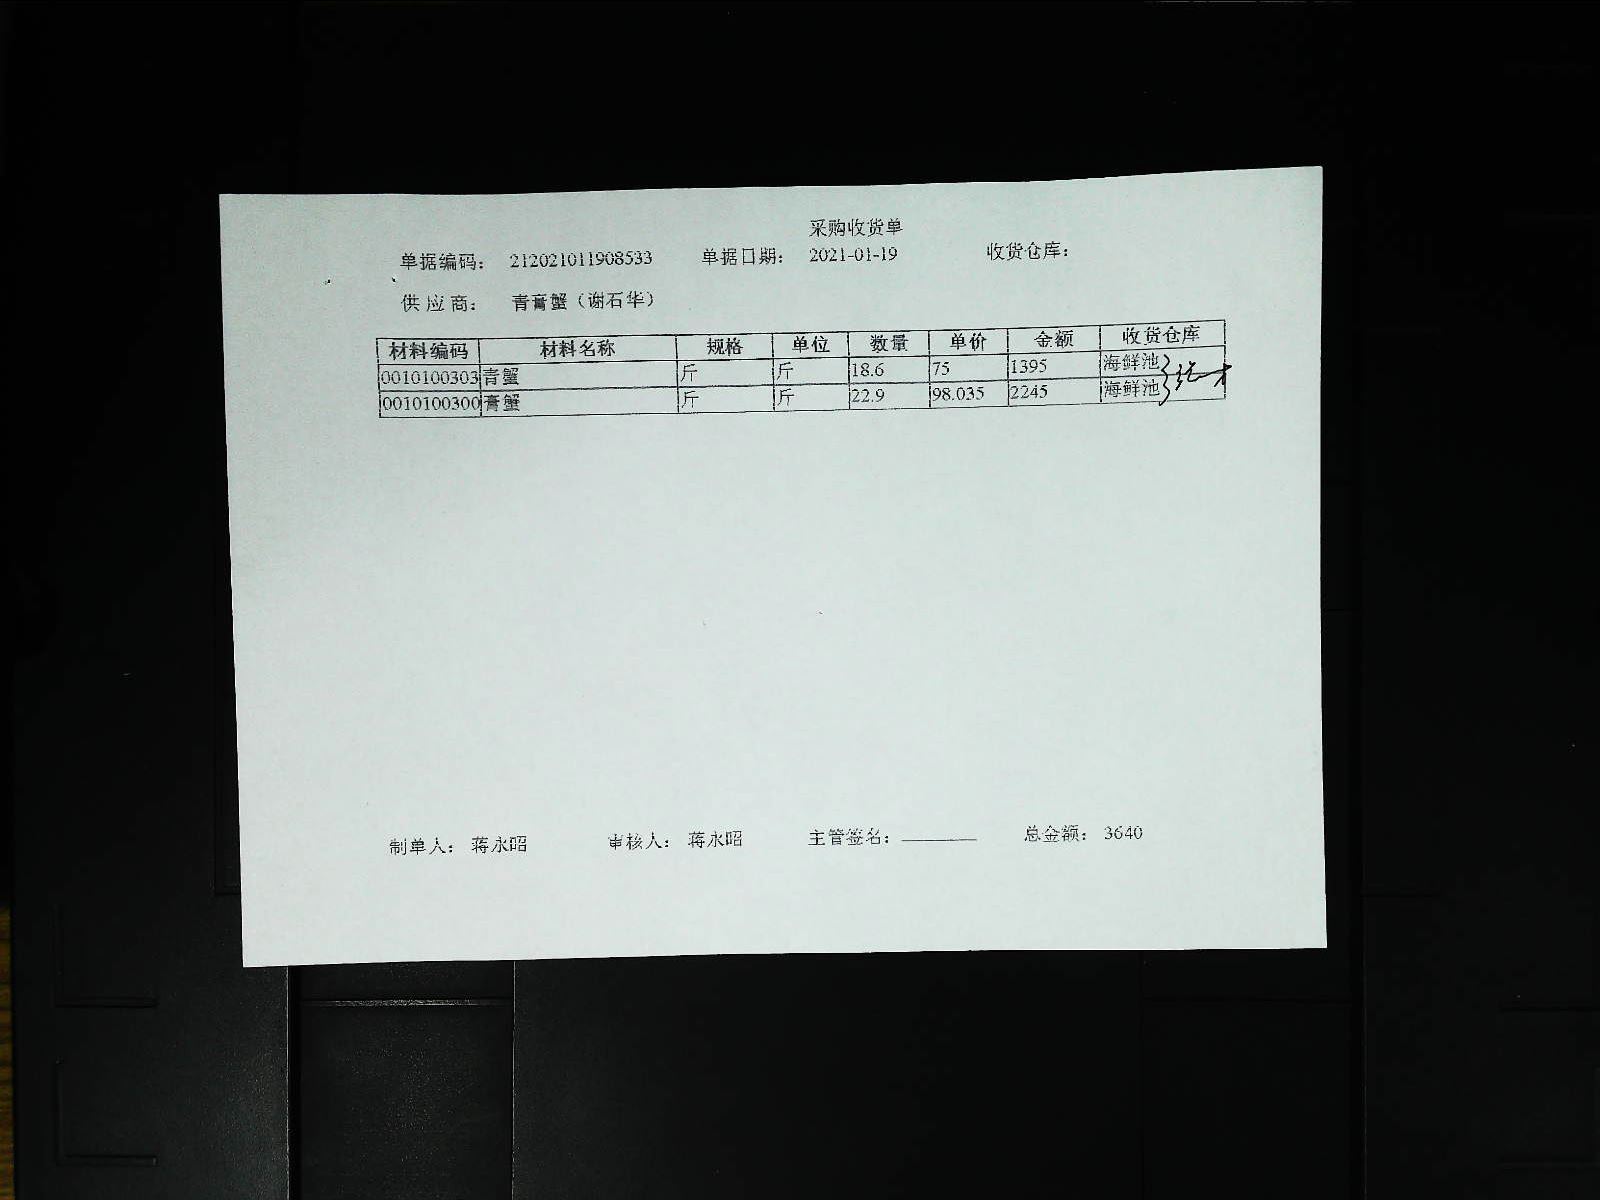 采购收货单
单据编码： 212021011908533 单据日期： 2021-01-19 收货仓库：
供应商： 青膏蟹（谢石华）
材料编码 材料名称 规格 单位 数量 单价 金额 收货仓库
0010100303 青蟹 斤 斤 18.6 75 1395 海鲜池
0010100300 膏蟹 斤 斤 22.9 98.035 2245 海鲜池
制单人： 蒋永昭 审核人： 蒋永昭 主管签名： 总金额： 3640